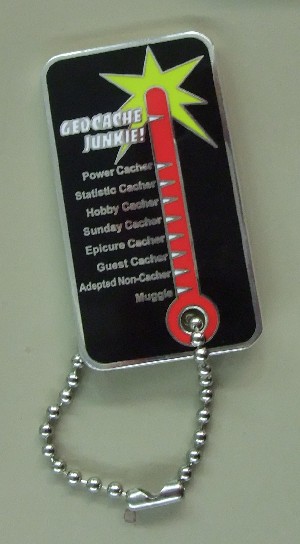 GEOCACHE
JUNKIE!
Power Cacher
Statistic Cacher
Hobby Cacher
Sunday Cacher
Epicure Cacher
Guest Cacher
Adepted Non-Cacher
Muggle